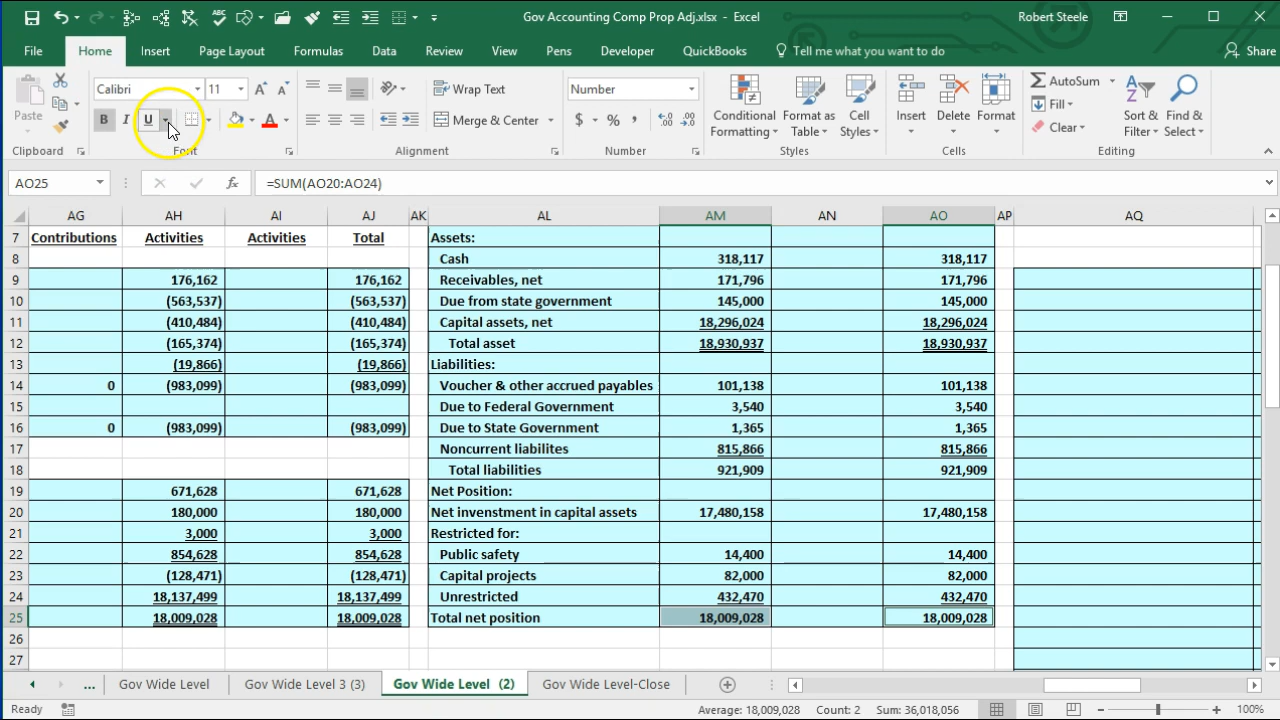 Gov Accounting Comp Prop Adj.xlsx - Excel
Robert Steele
File Home Insert Page Layout Formulas Data Review View Pens Developer QuickBooks Tell me what you want to do Share
Paste
Calibri 11
B I U
Wrap Text
Merge & Center
Number
$ % ,
Conditional Formatting
Format as Table
Cell Styles
Insert Delete Format
AutoSum
Fill
Clear
Sort & Filter
Find & Select
Clipboard Font Alignment Number Styles Cells Editing
AO25 =SUM(AO20:AO24)
AG AH AI AJ AK AL AM AN AO AP AQ
7 Contributions Activities Activities Total Assets:
8 Cash 318,117 318,117
9 176,162 176,162 Receivables, net 171,796 171,796
10 (563,537) (563,537) Due from state government 145,000 145,000
11 (410,484) (410,484) Capital assets, net 18,296,024 18,296,024
12 (165,374) (165,374) Total asset 18,930,937 18,930,937
13 (19,866) (19,866) Liabilities:
14 0 (983,099) (983,099) Voucher & other accrued payables 101,138 101,138
15 Due to Federal Government 3,540 3,540
16 0 (983,099) (983,099) Due to State Government 1,365 1,365
17 Noncurrent liabilites 815,866 815,866
18 Total liabilities 921,909 921,909
19 671,628 671,628 Net Position:
20 180,000 180,000 Net invenstment in capital assets 17,480,158 17,480,158
21 3,000 3,000 Restricted for:
22 854,628 854,628 Public safety 14,400 14,400
23 (128,471) (128,471) Capital projects 82,000 82,000
24 18,137,499 18,137,499 Unrestricted 432,470 432,470
25 18,009,028 18,009,028 Total net position 18,009,028 18,009,028
26
27
... Gov Wide Level Gov Wide Level 3 (3) Gov Wide Level (2) Gov Wide Level-Close
Ready Average: 18,009,028 Count: 2 Sum: 36,018,056 100%